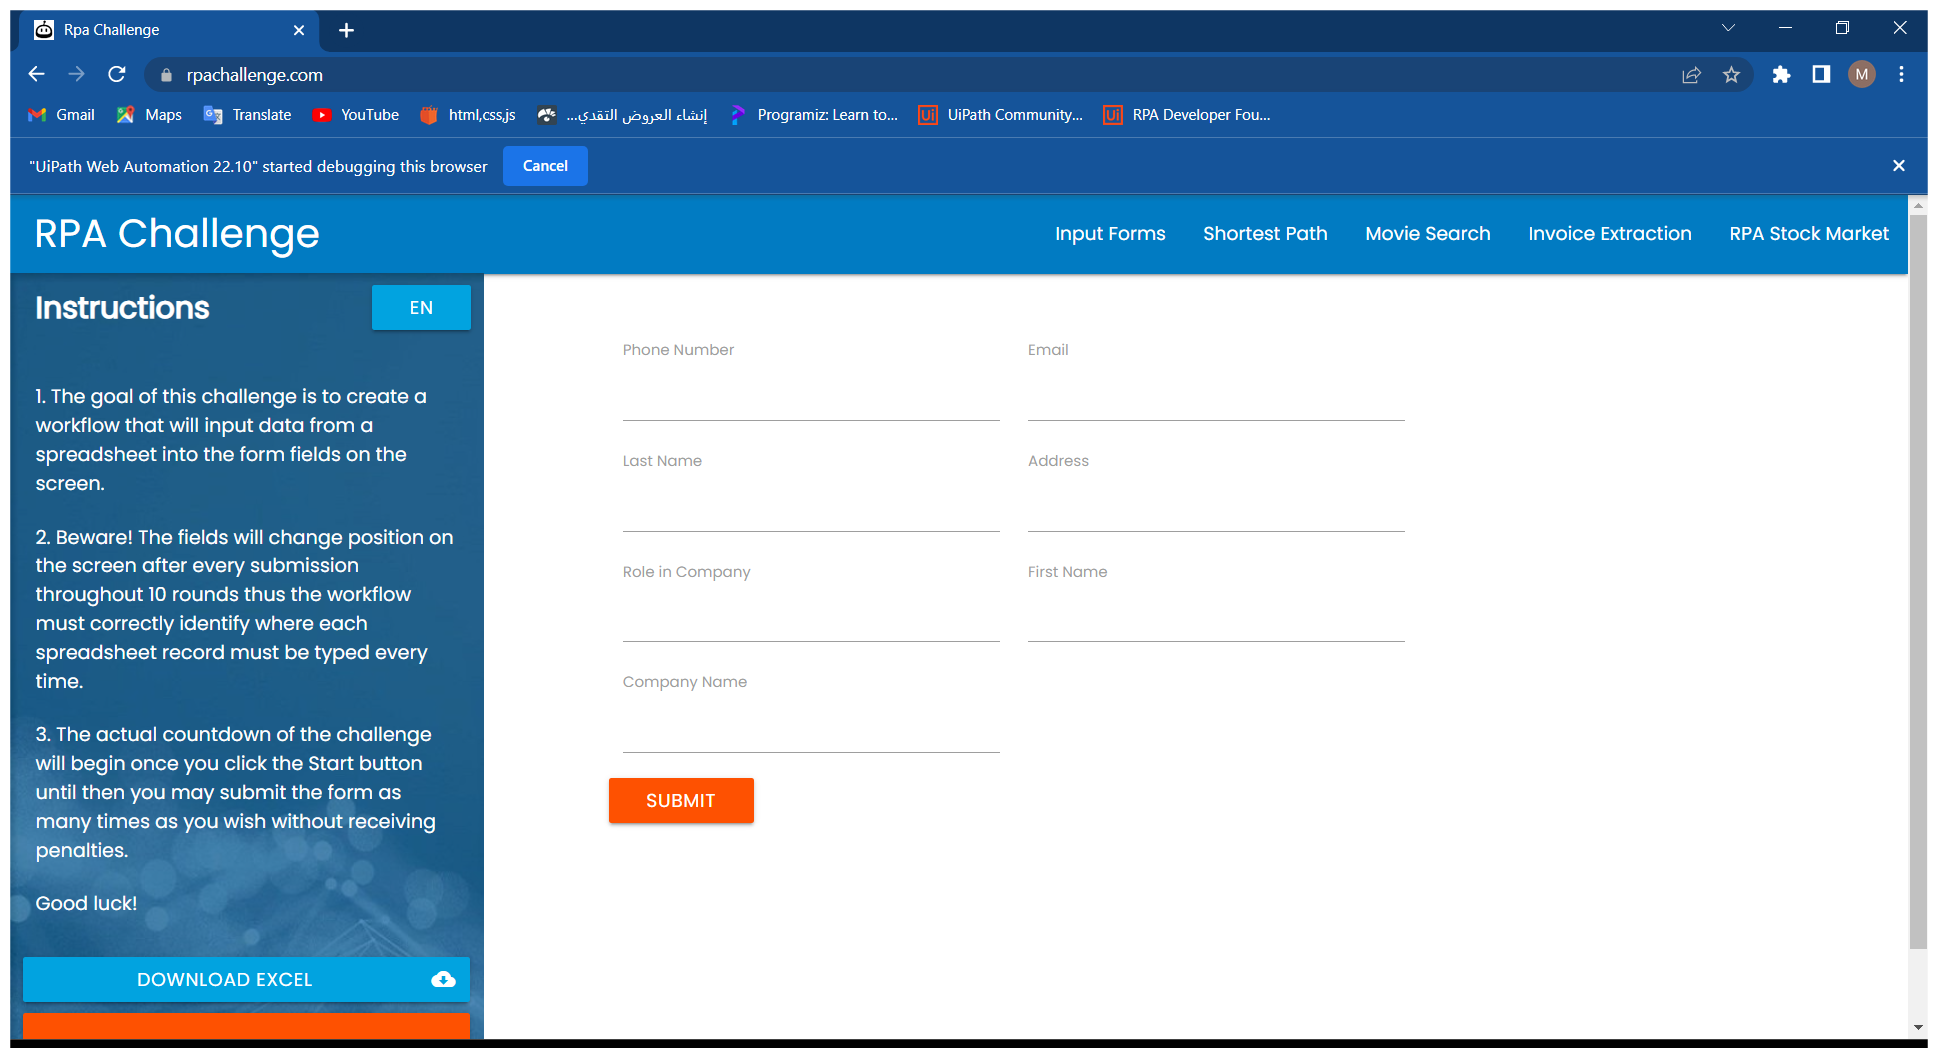 Rpa Challenge
rpachallenge.com
M
Gmail Maps Translate YouTube html,css,js إنشاء العروض التقدي... Programiz: Learn to... UiPath Community... RPA Developer Fou...
"UiPath Web Automation 22.10" started debugging this browser Cancel
RPA Challenge
Input Forms Shortest Path Movie Search Invoice Extraction RPA Stock Market
Instructions
EN
1. The goal of this challenge is to create a
workflow that will input data from a
spreadsheet into the form fields on the
screen.
2. Beware! The fields will change position on
the screen after every submission
throughout 10 rounds thus the workflow
must correctly identify where each
spreadsheet record must be typed every
time.
3. The actual countdown of the challenge
will begin once you click the Start button
until then you may submit the form as
many times as you wish without receiving
penalties.
Good luck!
DOWNLOAD EXCEL
Phone Number Email
Last Name Address
Role in Company First Name
Company Name
SUBMIT